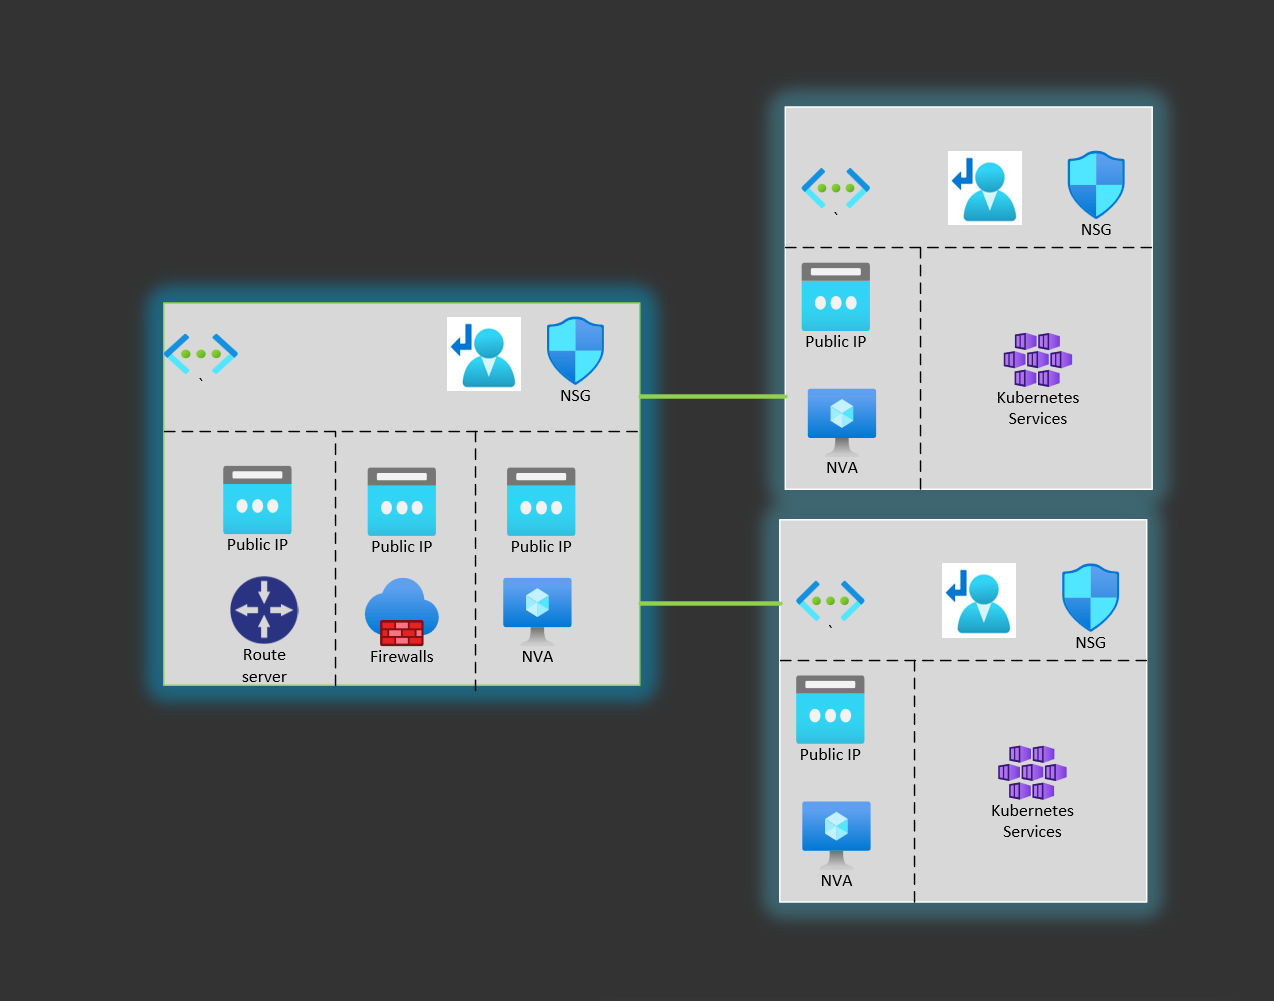 `
NSG
Public IP
Route
server
Public IP
Firewalls
Public IP
NVA
`
NSG
Public IP
NVA
Kubernetes
Services
`
NSG
Public IP
NVA
Kubernetes
Services